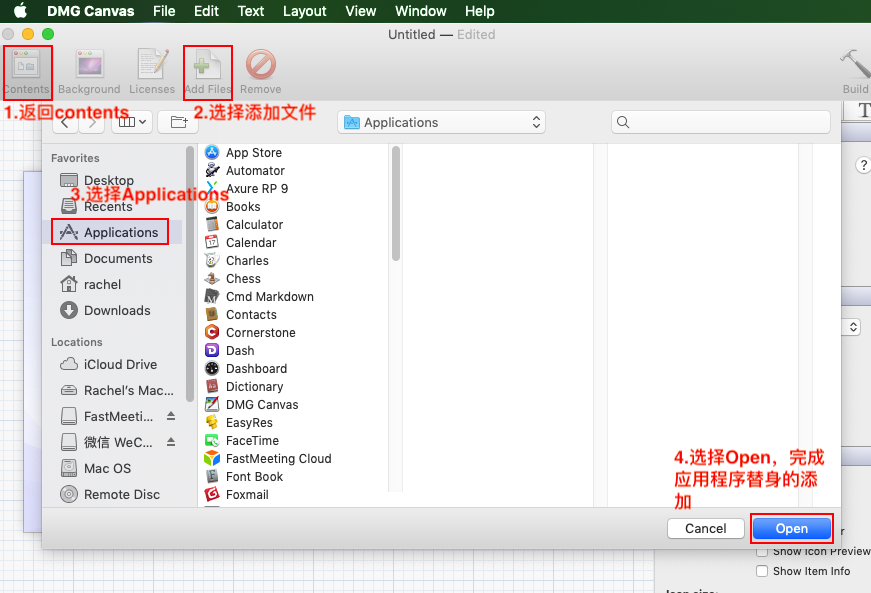 DMG Canvas File Edit Text Layout View Window Help
Untitled — Edited
Contents Background Licenses Add Files Remove Build
1.返回contents
2.选择添加文件
Applications
T
?
Favorites
Desktop
3.选择Applications
Recents
Applications
Documents
rachel
Downloads
Locations
iCloud Drive
Rachel's Mac...
FastMeeti...
微信 WeC...
Mac OS
Remote Disc
App Store
Automator
Axure RP 9
Books
Calculator
Calendar
Charles
Chess
Cmd Markdown
Contacts
Cornerstone
Dash
Dashboard
Dictionary
DMG Canvas
EasyRes
FaceTime
FastMeeting Cloud
Font Book
Foxmail
4.选择Open，完成
应用程序替身的添
加
Cancel Open
Show Icon Preview
Show Item Info